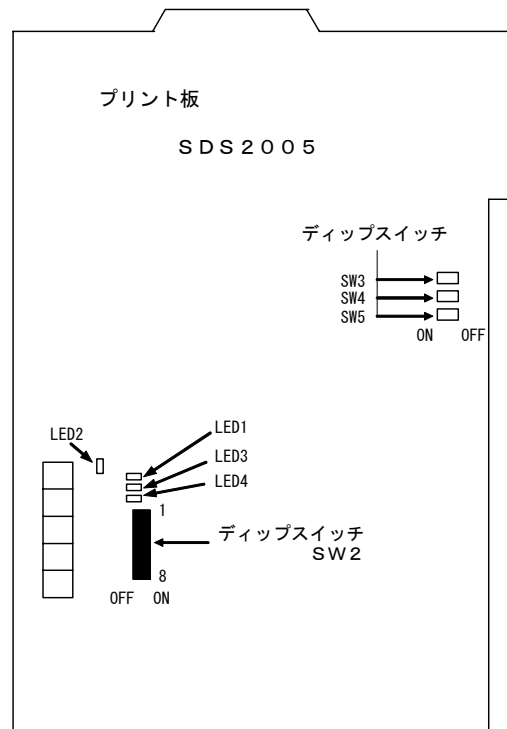 プリント板
ＳＤＳ２００５
ディップスイッチ
SW3
SW4
SW5
ON OFF
LED1
LED2
LED3
LED4
1
ディップスイッチ
ＳＷ２
8
OFF ON